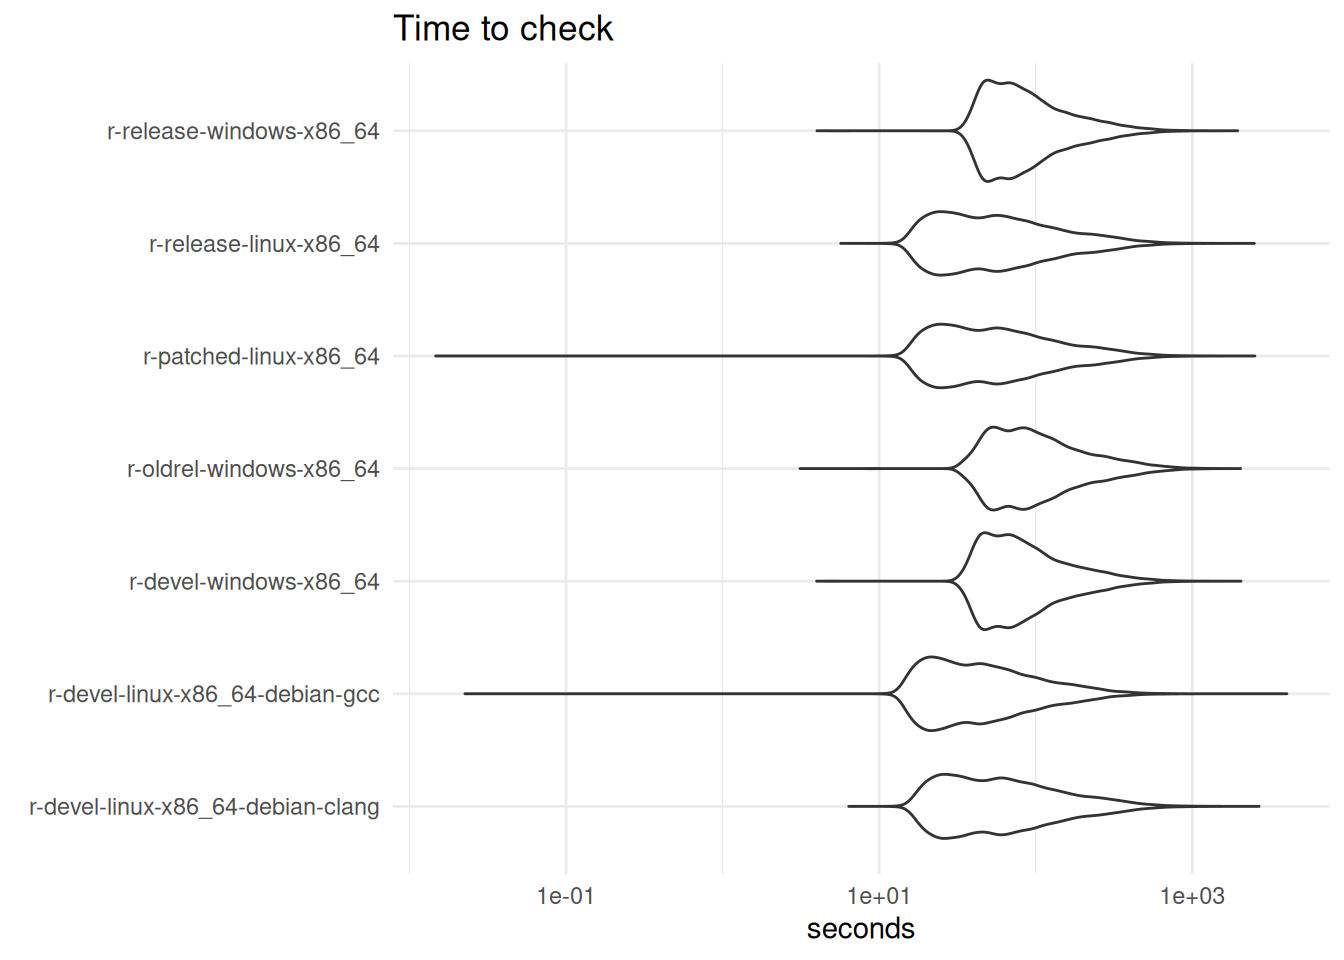 Time to check
r-release-windows-x86_64
r-release-linux-x86_64
r-patched-linux-x86_64
r-oldrel-windows-x86_64
r-devel-windows-x86_64
r-devel-linux-x86_64-debian-gcc
r-devel-linux-x86_64-debian-clang
1e-01 1e+01 1e+03
seconds